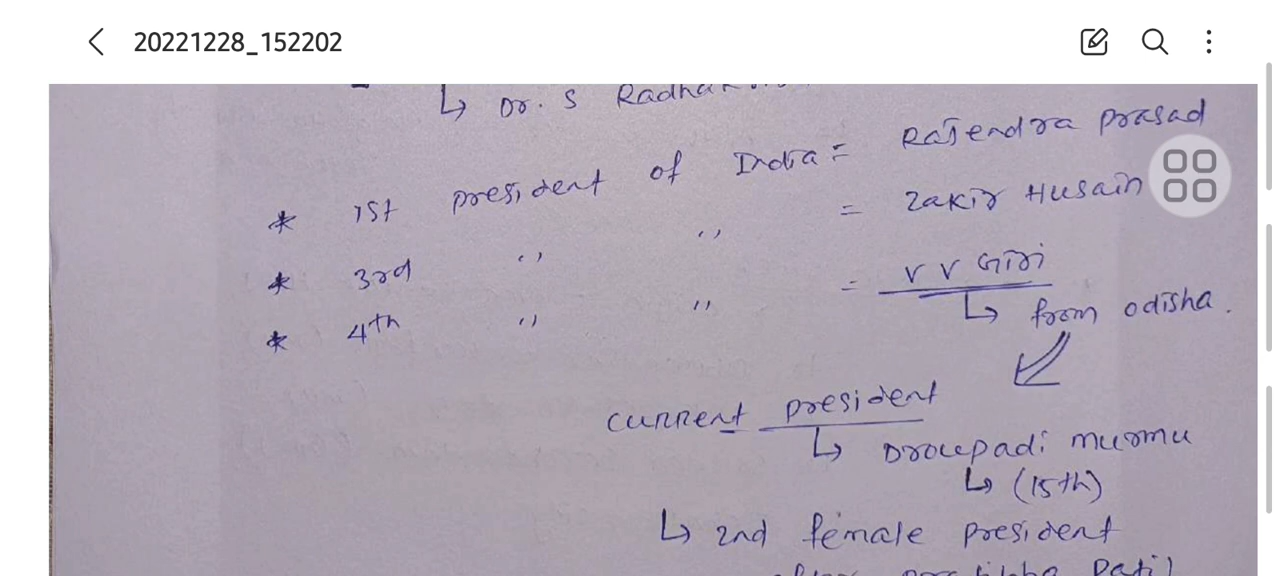 20221228_152202
↳ Dr. S
* 1st president of India = Rajendra prasad
* 3rd " " = Zakir Husain
* 4th " " = V V Giri
↳ from odisha.
current president
↳ Droupadi murmu
↳ (15th)
↳ 2nd female president
Patil